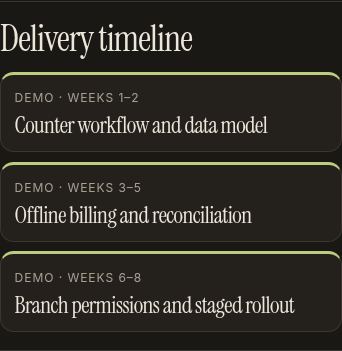 Delivery timeline
DEMO · WEEKS 1–2
Counter workflow and data model
DEMO · WEEKS 3–5
Offline billing and reconciliation
DEMO · WEEKS 6–8
Branch permissions and staged rollout